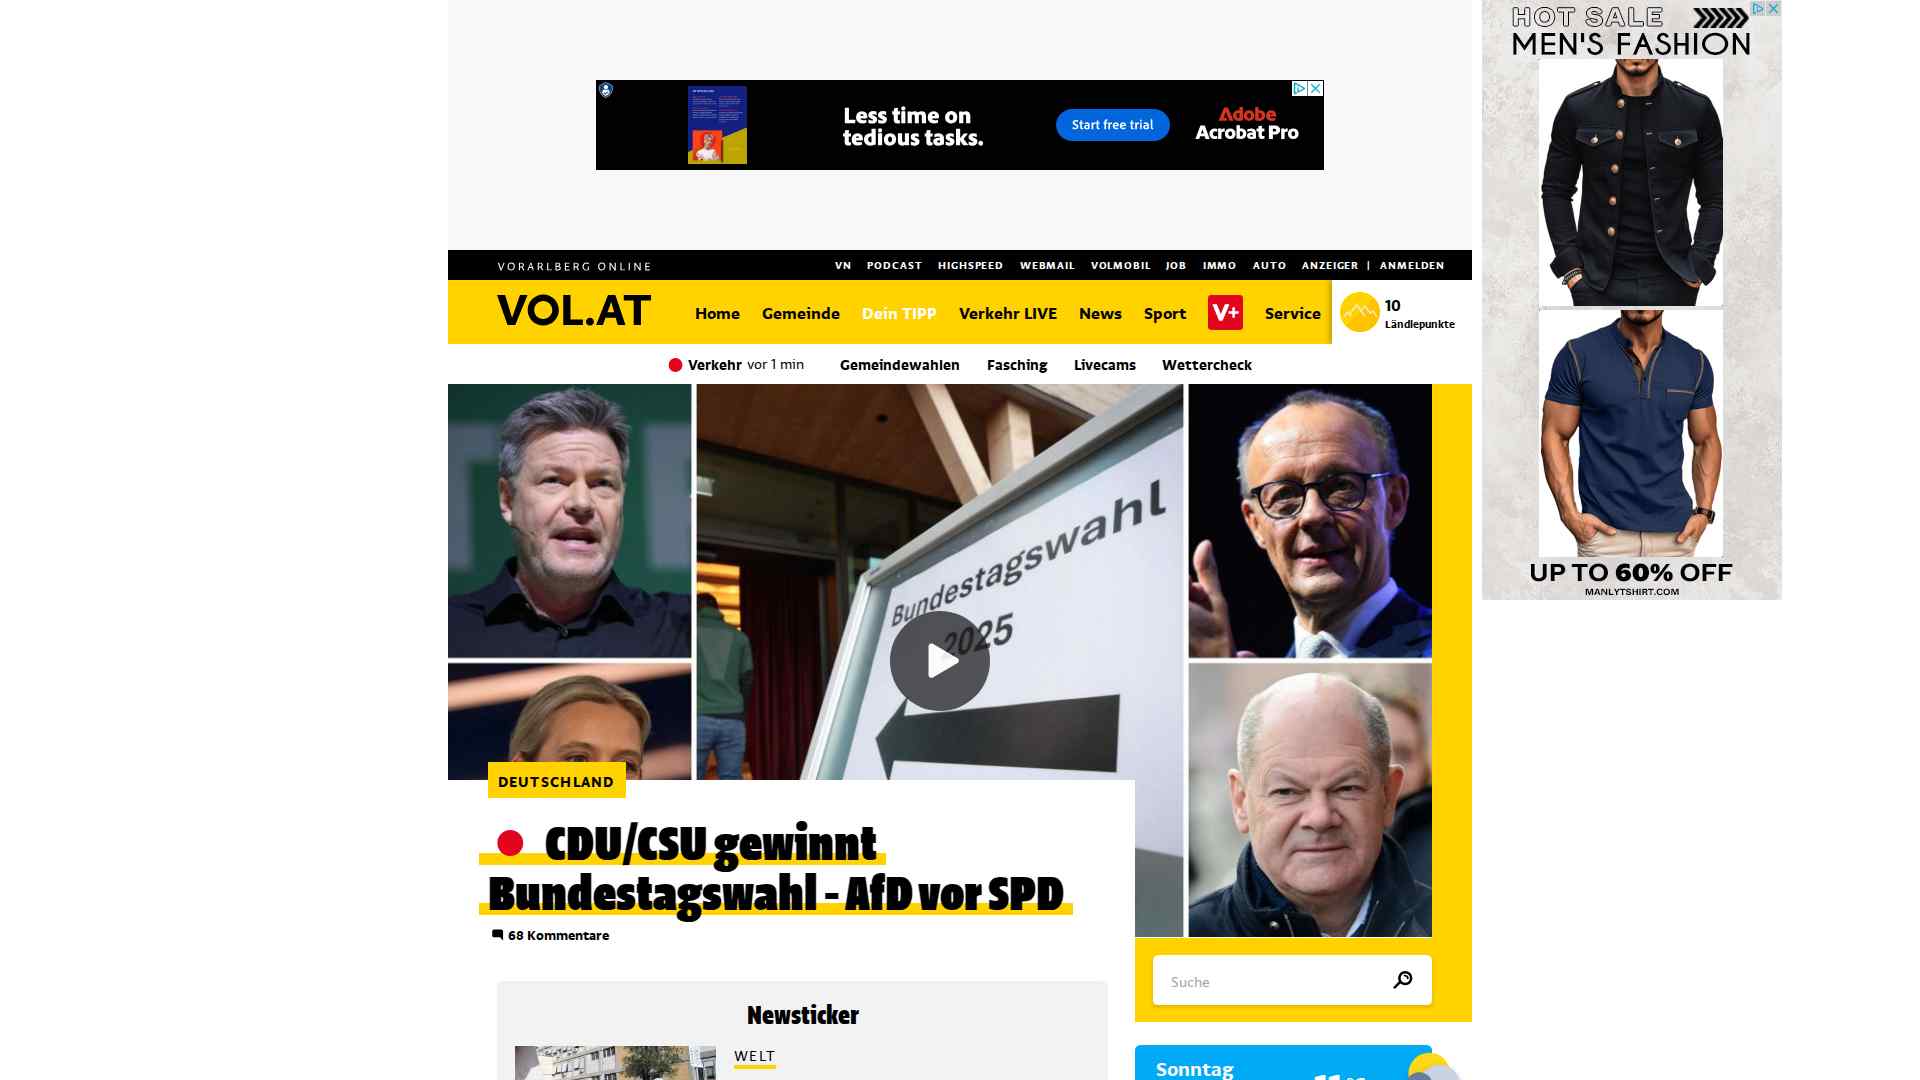 Less time on
tedious tasks.
Start free trial
Adobe
Acrobat Pro
HOT SALE
MEN'S FASHION
UP TO 60% OFF
MANLYTSHIRT.COM
VORARLBERG ONLINE
VN PODCAST HIGHSPEED WEBMAIL VOLMOBIL JOB IMMO AUTO ANZEIGER | ANMELDEN
VOL.AT
Home Gemeinde Dein TIPP Verkehr LIVE News Sport V+ Service
10
Ländlepunkte
Verkehr vor 1 min Gemeindewahlen Fasching Livecams Wettercheck
Bundestagswahl
2025
DEUTSCHLAND
CDU/CSU gewinnt
Bundestagswahl - AfD vor SPD
68 Kommentare
Suche
Newsticker
WELT
Sonntag
11 °C